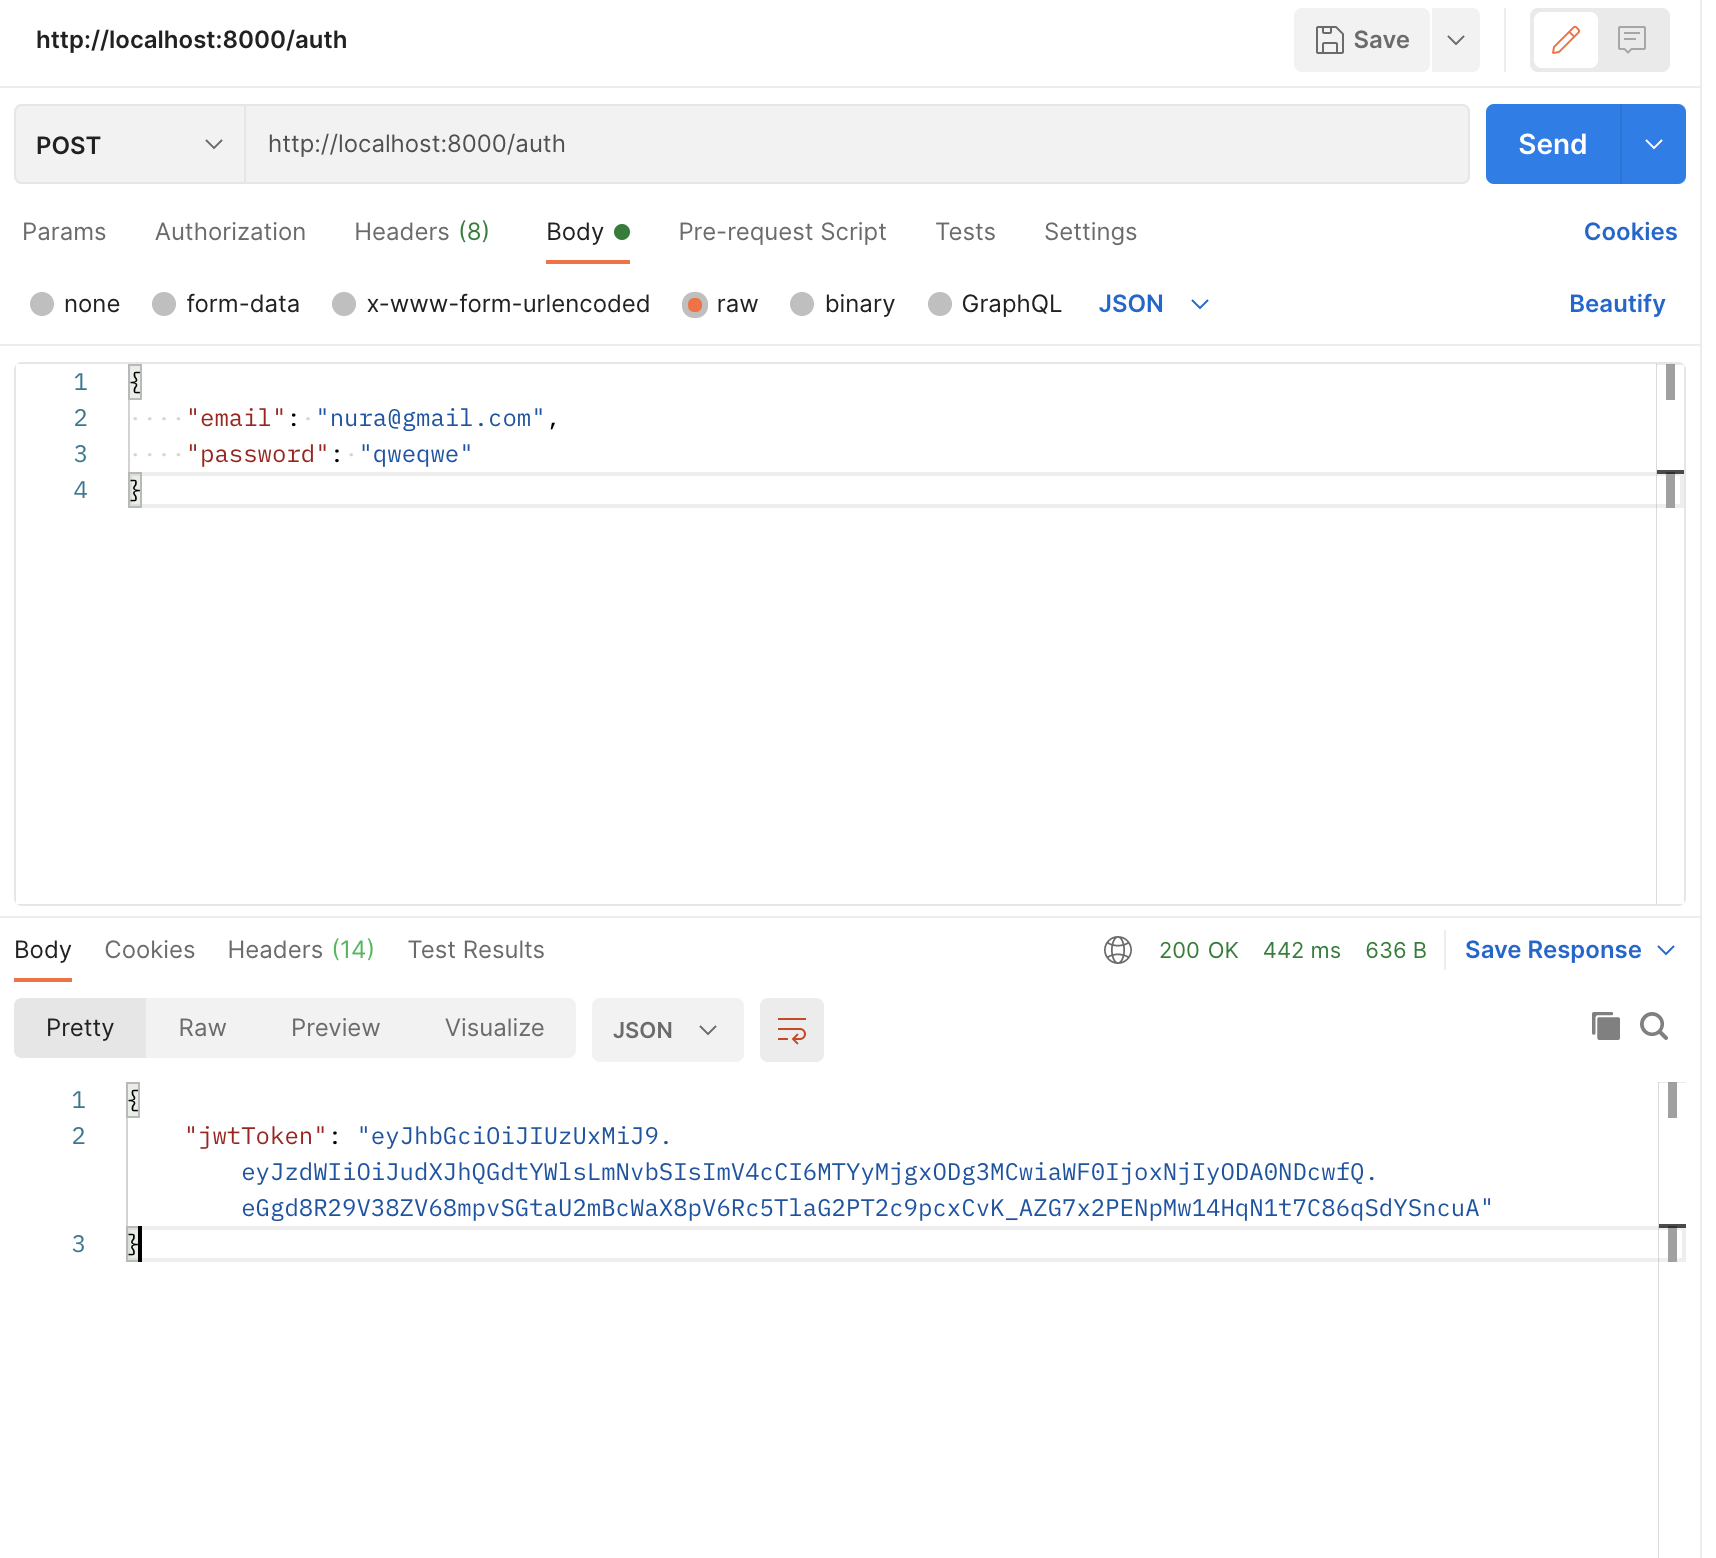 http://localhost:8000/auth Save
POST http://localhost:8000/auth Send
Params Authorization Headers (8) Body Pre-request Script Tests Settings Cookies
none form-data x-www-form-urlencoded raw binary GraphQL JSON Beautify
1 {
2 "email": "nura@gmail.com",
3 "password": "qweqwe"
4 }
Body Cookies Headers (14) Test Results 200 OK 442 ms 636 B Save Response
Pretty Raw Preview Visualize JSON
1 {
2 "jwtToken": "eyJhbGciOiJIUzUxMiJ9.
eyJzdWIiOiJudXJhQGdtYWlsLmNvbSIsImV4cCI6MTYyMjgxODg3MCwiaWF0IjoxNjIyODA0NDcwfQ.
eGgd8R29V38ZV68mpvSGtaU2mBcWaX8pV6Rc5TlaG2PT2c9pcxCvK_AZG7x2PENpMw14HqN1t7C86qSdYSncuA"
3 }